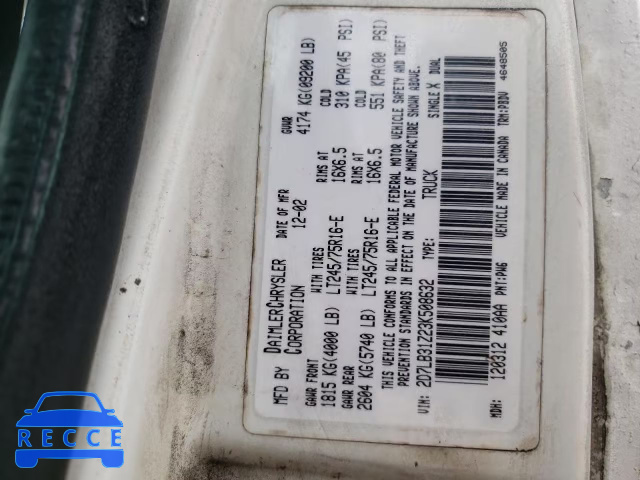 MFD BY DAIMLERCHRYSLER CORPORATION DATE OF MFR 12-02 GVWR 4174 KG(09200 LB)
GAWR FRONT WITH TIRES RIMS AT COLD
1815 KG(4000 LB) LT245/75R16-E 16X6.5 310 KPA(45 PSI)
GAWR REAR WITH TIRES RIMS AT COLD
2604 KG(5740 LB) LT245/75R16-E 16X6.5 551 KPA(80 PSI)
THIS VEHICLE CONFORMS TO ALL APPLICABLE FEDERAL MOTOR VEHICLE SAFETY AND THEFT
PREVENTION STANDARDS IN EFFECT ON THE DATE OF MANUFACTURE SHOWN ABOVE.
VIN: 2D7LB31Z23K508632 TYPE: TRUCK SINGLE X DUAL
MDH: 120312 410AA PNT:PW6 VEHICLE MADE IN CANADA TRM:PBDV 4648505
RECCE